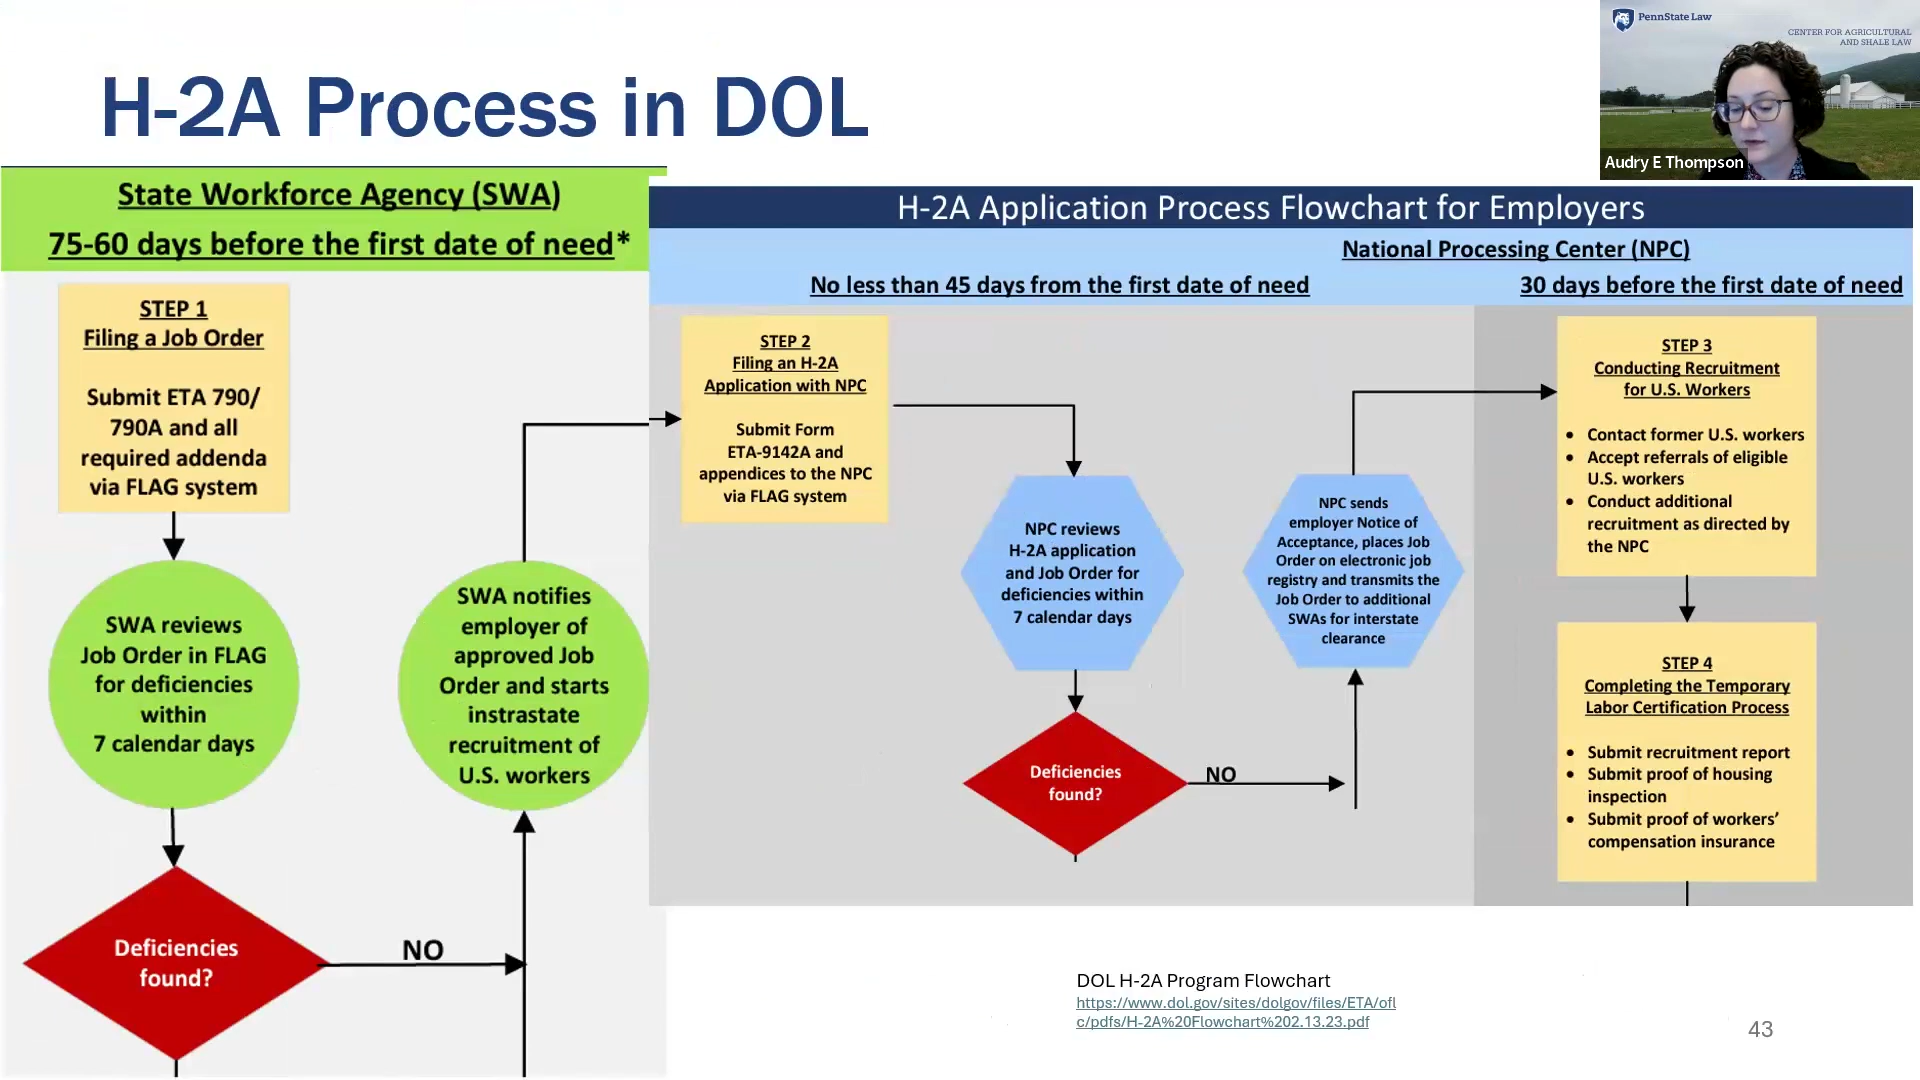 PennState Law
CENTER FOR AGRICULTURAL
AND SHALE LAW
Audry E Thompson
H-2A Process in DOL
State Workforce Agency (SWA)
75-60 days before the first date of need*
STEP 1
Filing a Job Order
Submit ETA 790/
790A and all
required addenda
via FLAG system
SWA reviews
Job Order in FLAG
for deficiencies
within
7 calendar days
Deficiencies
found?
NO
SWA notifies
employer of
approved Job
Order and starts
instrastate
recruitment of
U.S. workers
H-2A Application Process Flowchart for Employers
National Processing Center (NPC)
No less than 45 days from the first date of need
30 days before the first date of need
STEP 2
Filing an H-2A
Application with NPC
Submit Form
ETA-9142A and
appendices to the NPC
via FLAG system
NPC reviews
H-2A application
and Job Order for
deficiencies within
7 calendar days
Deficiencies
found?
NO
NPC sends
employer Notice of
Acceptance, places Job
Order on electronic job
registry and transmits the
Job Order to additional
SWAs for interstate
clearance
STEP 3
Conducting Recruitment
for U.S. Workers
• Contact former U.S. workers
• Accept referrals of eligible
U.S. workers
• Conduct additional
recruitment as directed by
the NPC
STEP 4
Completing the Temporary
Labor Certification Process
• Submit recruitment report
• Submit proof of housing
inspection
• Submit proof of workers'
compensation insurance
DOL H-2A Program Flowchart
https://www.dol.gov/sites/dolgov/files/ETA/ofl
c/pdfs/H-2A%20Flowchart%202.13.23.pdf
43